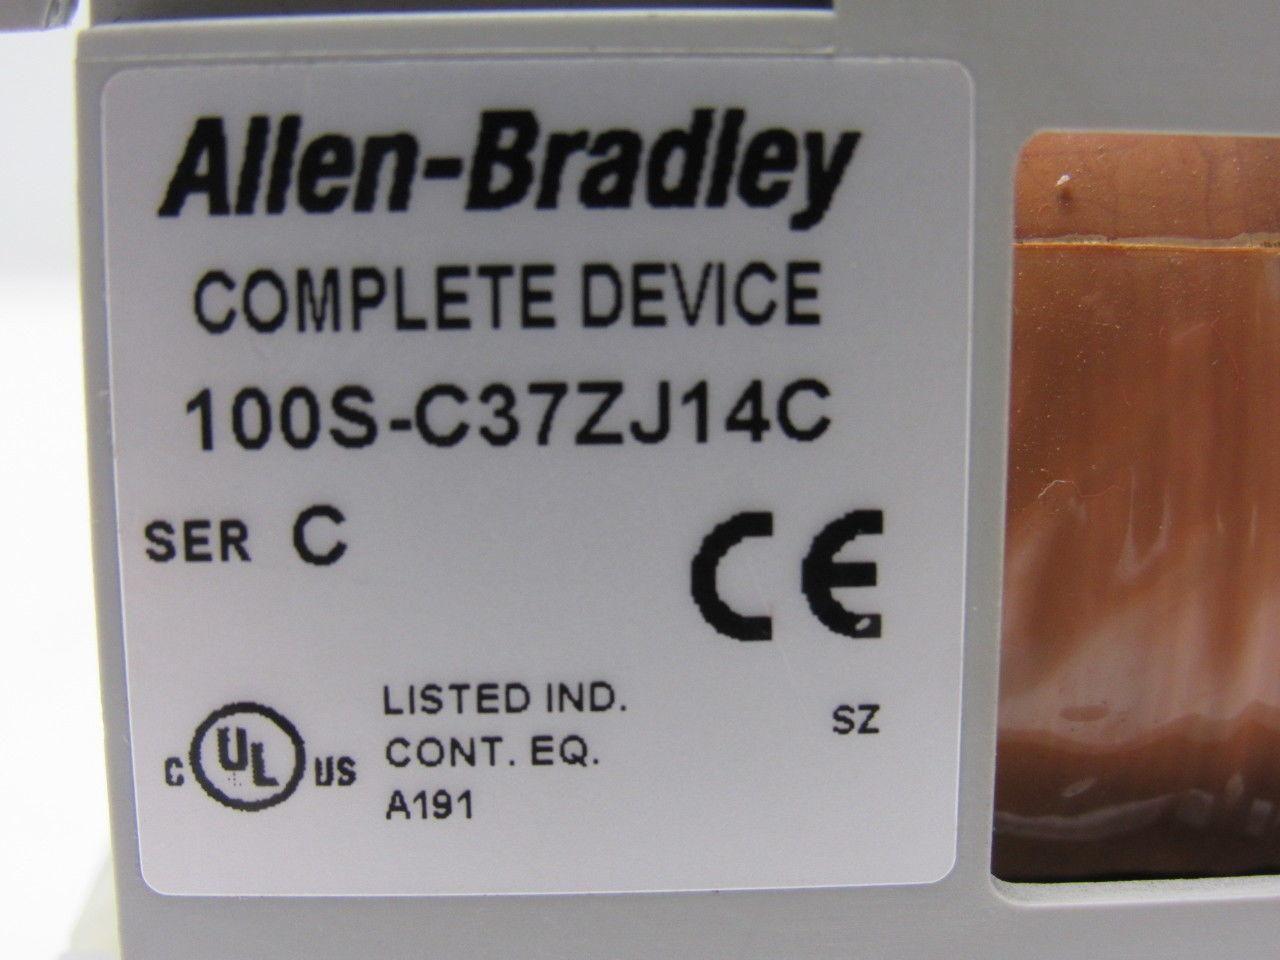 Allen-Bradley
COMPLETE DEVICE
100S-C37ZJ14C
SER C
CE
C UL US
LISTED IND.
CONT. EQ.
A191
SZ